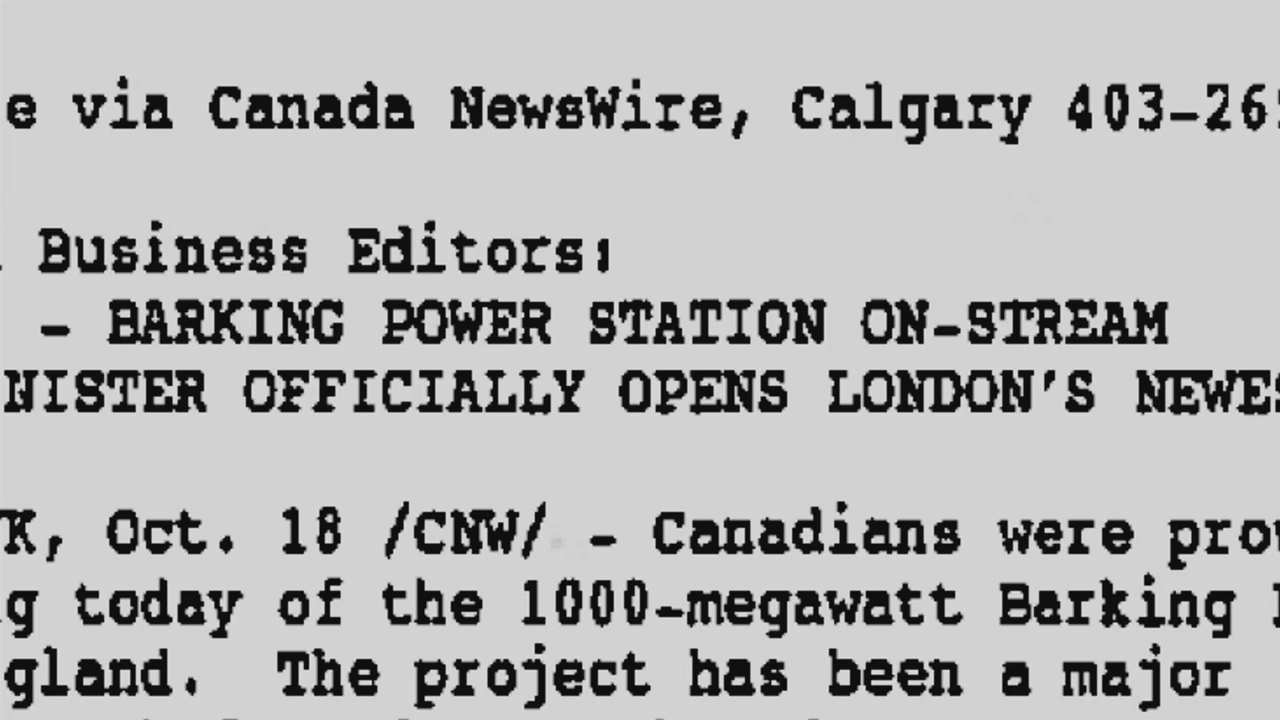 e via Canada NewsWire, Calgary 403-26
Business Editors:
- BARKING POWER STATION ON-STREAM
NISTER OFFICIALLY OPENS LONDON'S NEWES
K, Oct. 18 /CNW/ - Canadians were prov
g today of the 1000-megawatt Barking
gland. The project has been a major